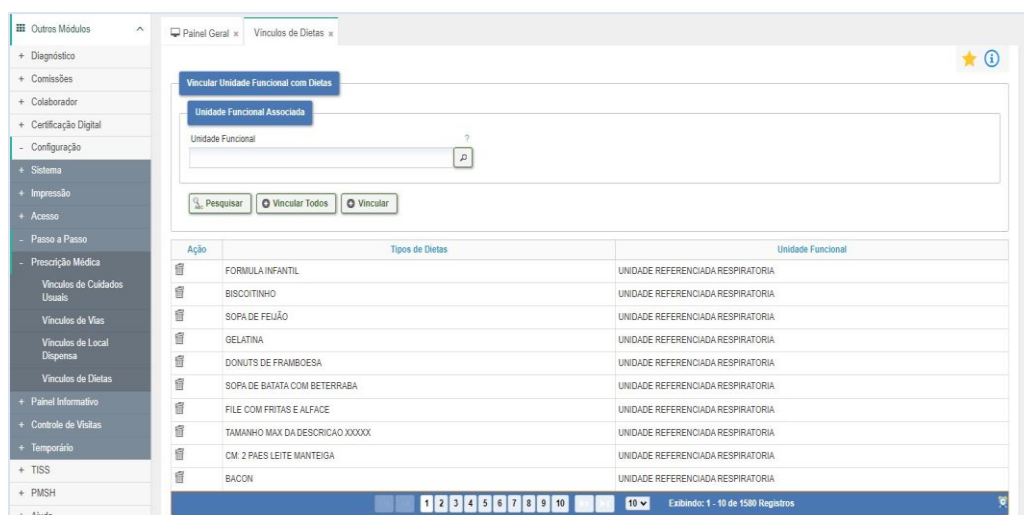 Outros Módulos
+ Diagnóstico
+ Comissões
+ Colaborador
+ Certificação Digital
- Configuração
+ Sistema
+ Impressão
+ Acesso
- Passo a Passo
- Prescrição Médica
Vínculos de Cuidados
Usuais
Vínculos de Vias
Vínculos de Local
Dispensa
Vínculos de Dietas
+ Painel Informativo
+ Controle de Visitas
+ Temporário
+ TISS
+ PMSH
+ Ajuda
Painel Geral x Vínculos de Dietas x
Vincular Unidade Funcional com Dietas
Unidade Funcional Associada
Unidade Funcional ?
Pesquisar Vincular Todos Vincular
Ação Tipos de Dietas Unidade Funcional
FORMULA INFANTIL UNIDADE REFERENCIADA RESPIRATORIA
BISCOITINHO UNIDADE REFERENCIADA RESPIRATORIA
SOPA DE FEIJÃO UNIDADE REFERENCIADA RESPIRATORIA
GELATINA UNIDADE REFERENCIADA RESPIRATORIA
DONUTS DE FRAMBOESA UNIDADE REFERENCIADA RESPIRATORIA
SOPA DE BATATA COM BETERRABA UNIDADE REFERENCIADA RESPIRATORIA
FILE COM FRITAS E ALFACE UNIDADE REFERENCIADA RESPIRATORIA
TAMANHO MAX DA DESCRICAO XXXXX UNIDADE REFERENCIADA RESPIRATORIA
CM: 2 PAES LEITE MANTEIGA UNIDADE REFERENCIADA RESPIRATORIA
BACON UNIDADE REFERENCIADA RESPIRATORIA
1 2 3 4 5 6 7 8 9 10 10 Exibindo: 1 - 10 de 1580 Registros